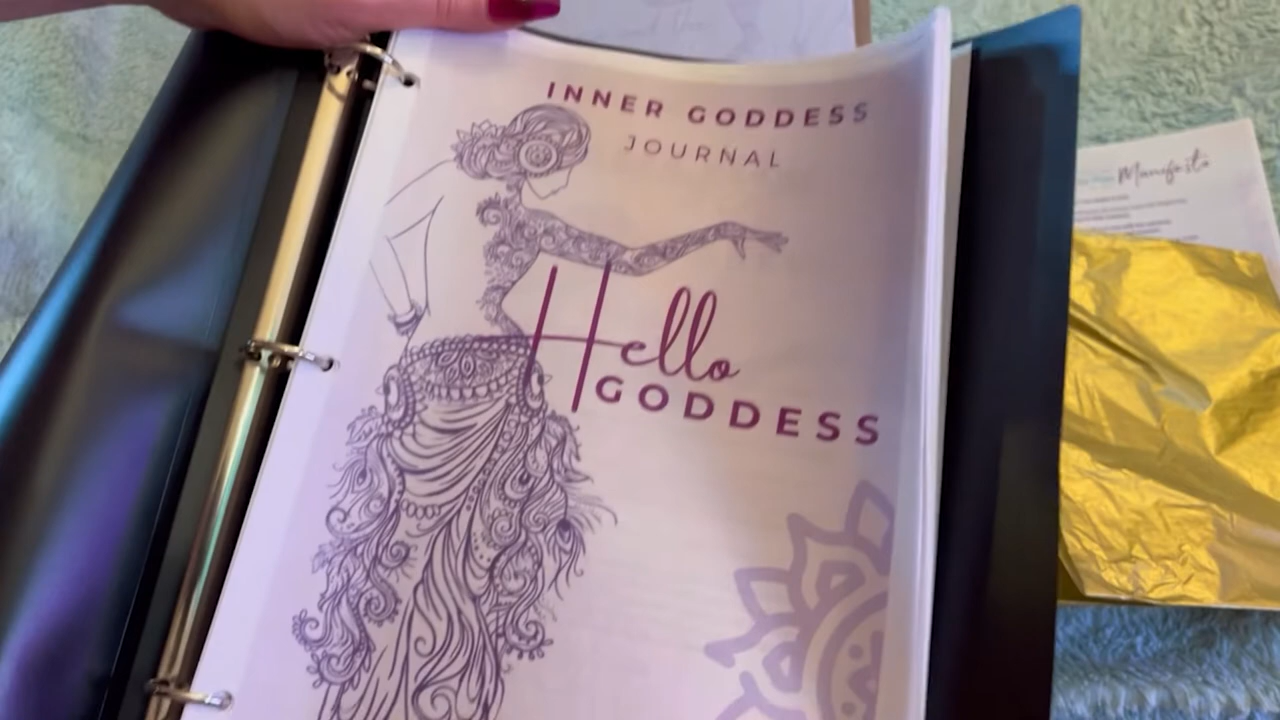 INNER GODDESS
JOURNAL
Hello
GODDESS
Manifesto